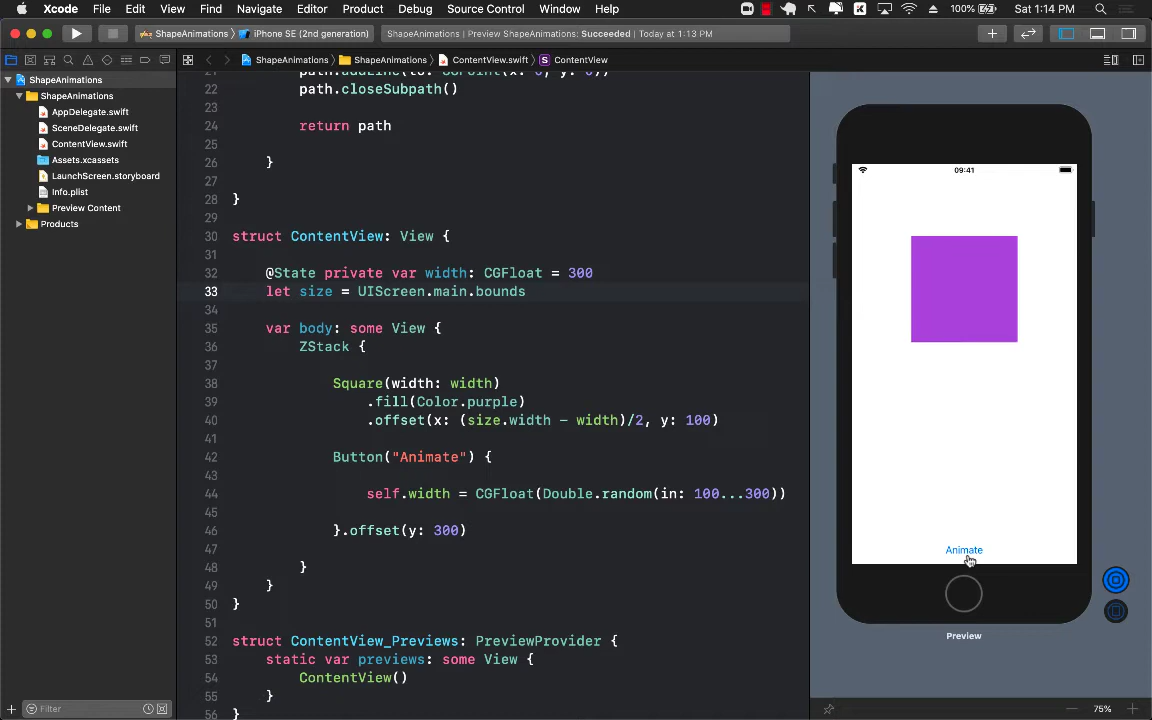 Xcode File Edit View Find Navigate Editor Product Debug Source Control Window Help 100% Sat 1:14 PM
ShapeAnimations iPhone SE (2nd generation) ShapeAnimations | Preview ShapeAnimations: Succeeded | Today at 1:13 PM
ShapeAnimations ShapeAnimations ContentView.swift S ContentView
ShapeAnimations
ShapeAnimations
AppDelegate.swift
SceneDelegate.swift
ContentView.swift
Assets.xcassets
LaunchScreen.storyboard
Info.plist
Preview Content
Products
Filter
22 path.closeSubpath()
23
24 return path
25
26 }
27
28 }
29
30 struct ContentView: View {
31
32 @State private var width: CGFloat = 300
33 let size = UIScreen.main.bounds
34
35 var body: some View {
36 ZStack {
37
38 Square(width: width)
39 .fill(Color.purple)
40 .offset(x: (size.width - width)/2, y: 100)
41
42 Button("Animate") {
43
44 self.width = CGFloat(Double.random(in: 100...300))
45
46 }.offset(y: 300)
47
48 }
49 }
50 }
51
52 struct ContentView_Previews: PreviewProvider {
53 static var previews: some View {
54 ContentView()
55 }
56 }
09:41
Animate
Preview
75%